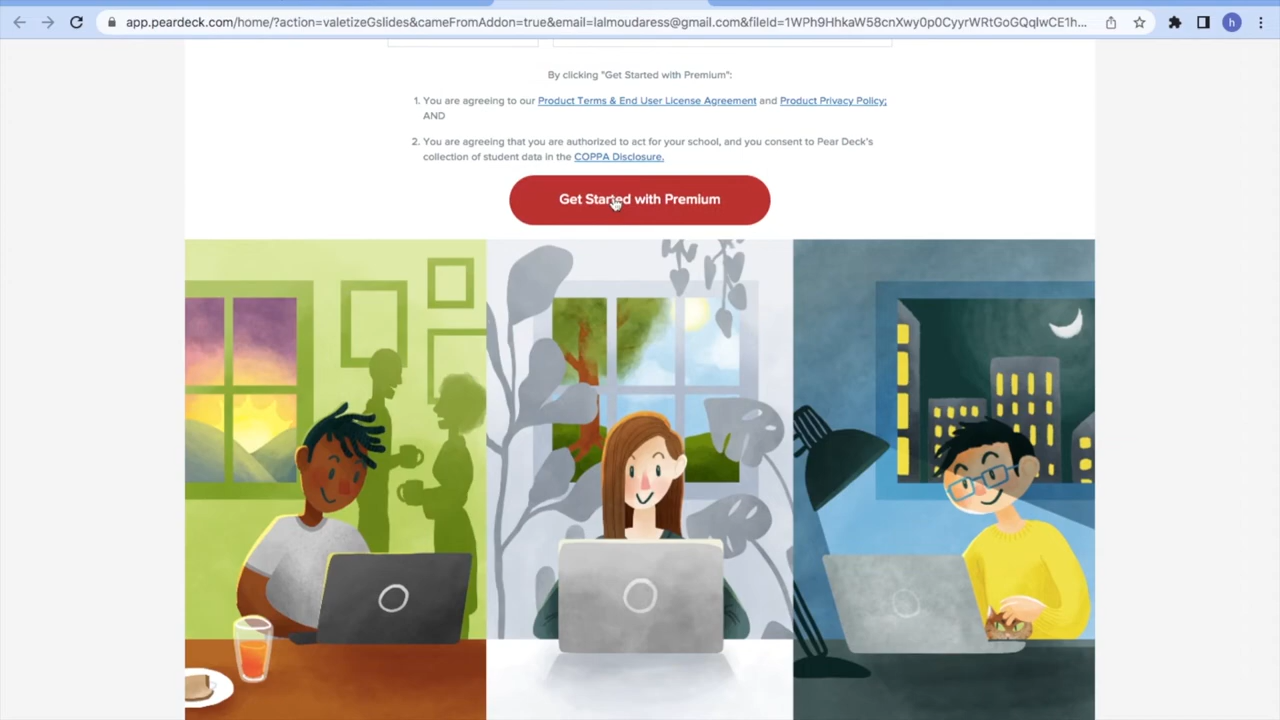 app.peardeck.com/home/?action=valetizeGslides&cameFromAddon=true&email=lalmoudaress@gmail.com&fileId=1WPh9HhkaW58cnXwy0p0CyyrWRtGoGQqlwCE1h...
h
By clicking "Get Started with Premium":
1. You are agreeing to our Product Terms & End User License Agreement and Product Privacy Policy;
AND
2. You are agreeing that you are authorized to act for your school, and you consent to Pear Deck's
collection of student data in the COPPA Disclosure.
Get Started with Premium